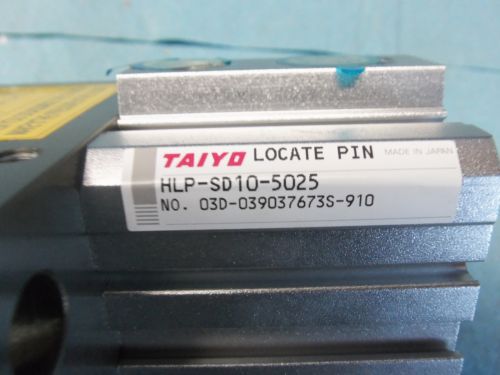 TAIYO LOCATE PIN MADE IN JAPAN
HLP-SD10-5025
NO. 03D-039037673S-910